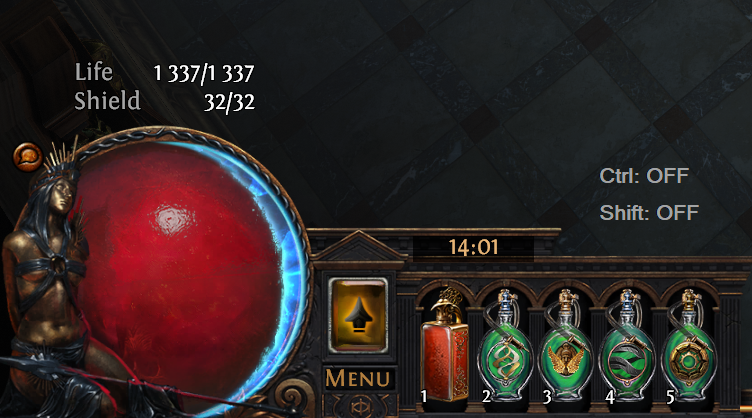 Life 1 337/1 337
Shield 32/32
Ctrl: OFF
Shift: OFF
14:01
MENU
1 2 3 4 5